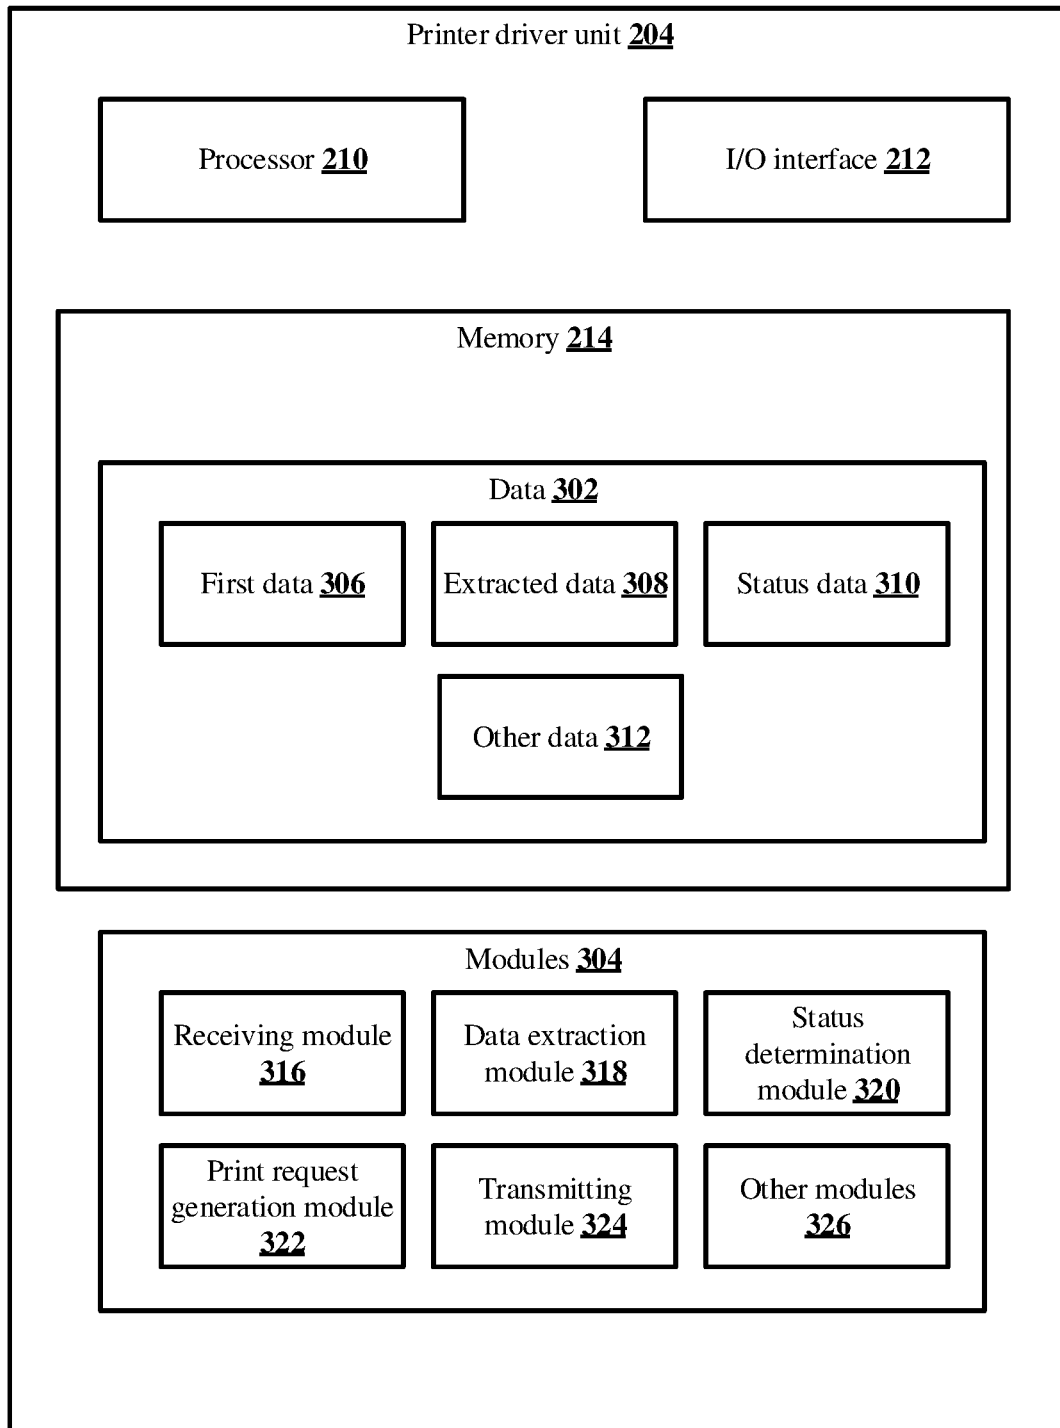 Printer driver unit 204
Processor 210
I/O interface 212
Memory 214
Data 302
First data 306
Extracted data 308
Status data 310
Other data 312
Modules 304
Receiving module
316
Data extraction
module 318
Status
determination
module 320
Print request
generation module
322
Transmitting
module 324
Other modules
326